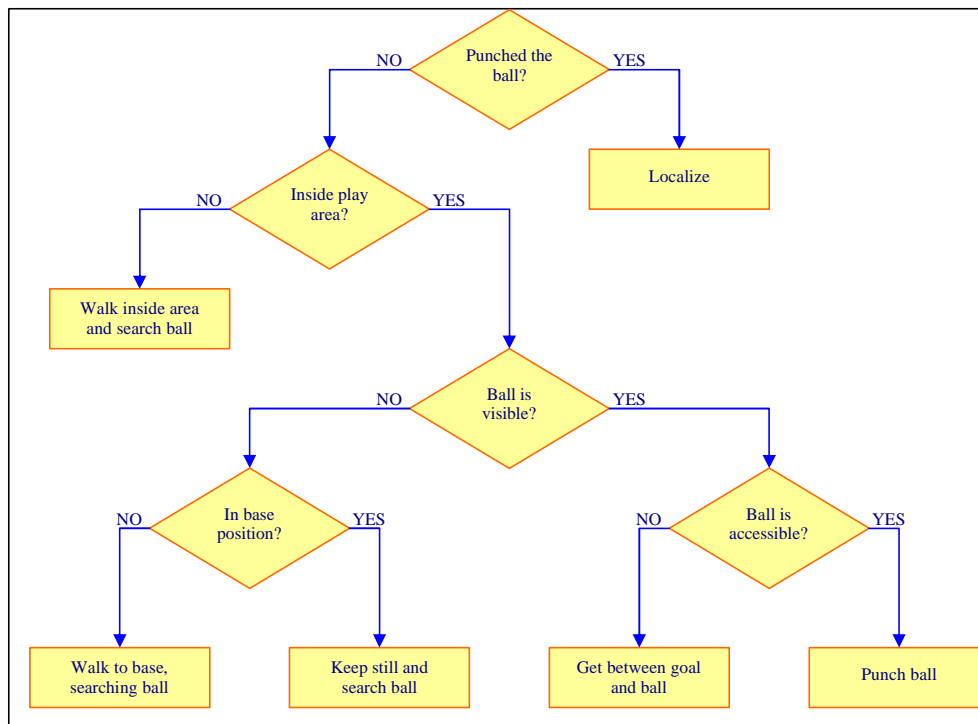 Punched the
ball?
NO
YES
Localize
Inside play
area?
NO
YES
Walk inside area
and search ball
Ball is
visible?
NO
YES
In base
position?
NO
YES
Ball is
accessible?
NO
YES
Walk to base,
searching ball
Keep still and
search ball
Get between goal
and ball
Punch ball